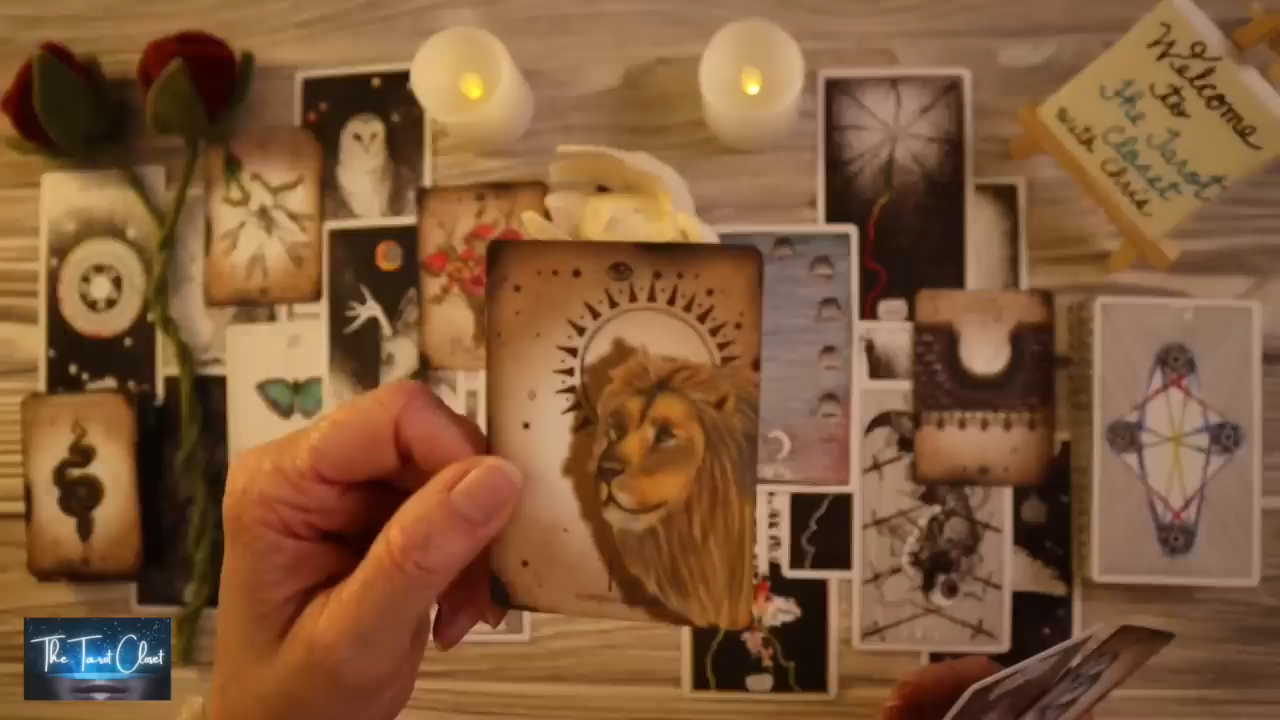 Welcome
to
the Tarot
Closet
with Chris
The Tarot Closet